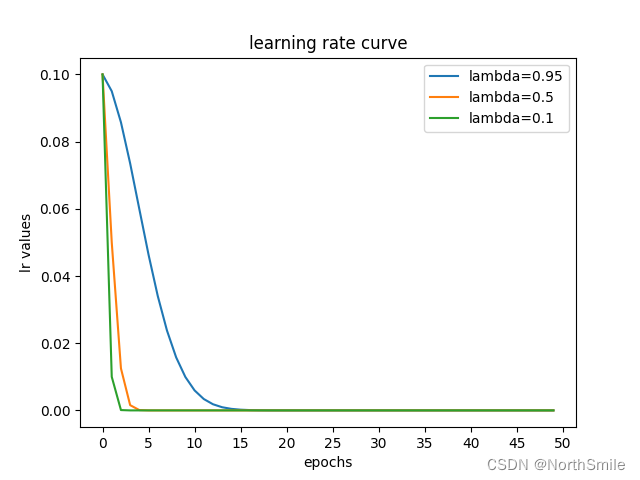 learning rate curve
lambda=0.95
lambda=0.5
lambda=0.1
lr values
0.10
0.08
0.06
0.04
0.02
0.00
0 5 10 15 20 25 30 35 40 45 50
epochs
CSDN @NorthSmile